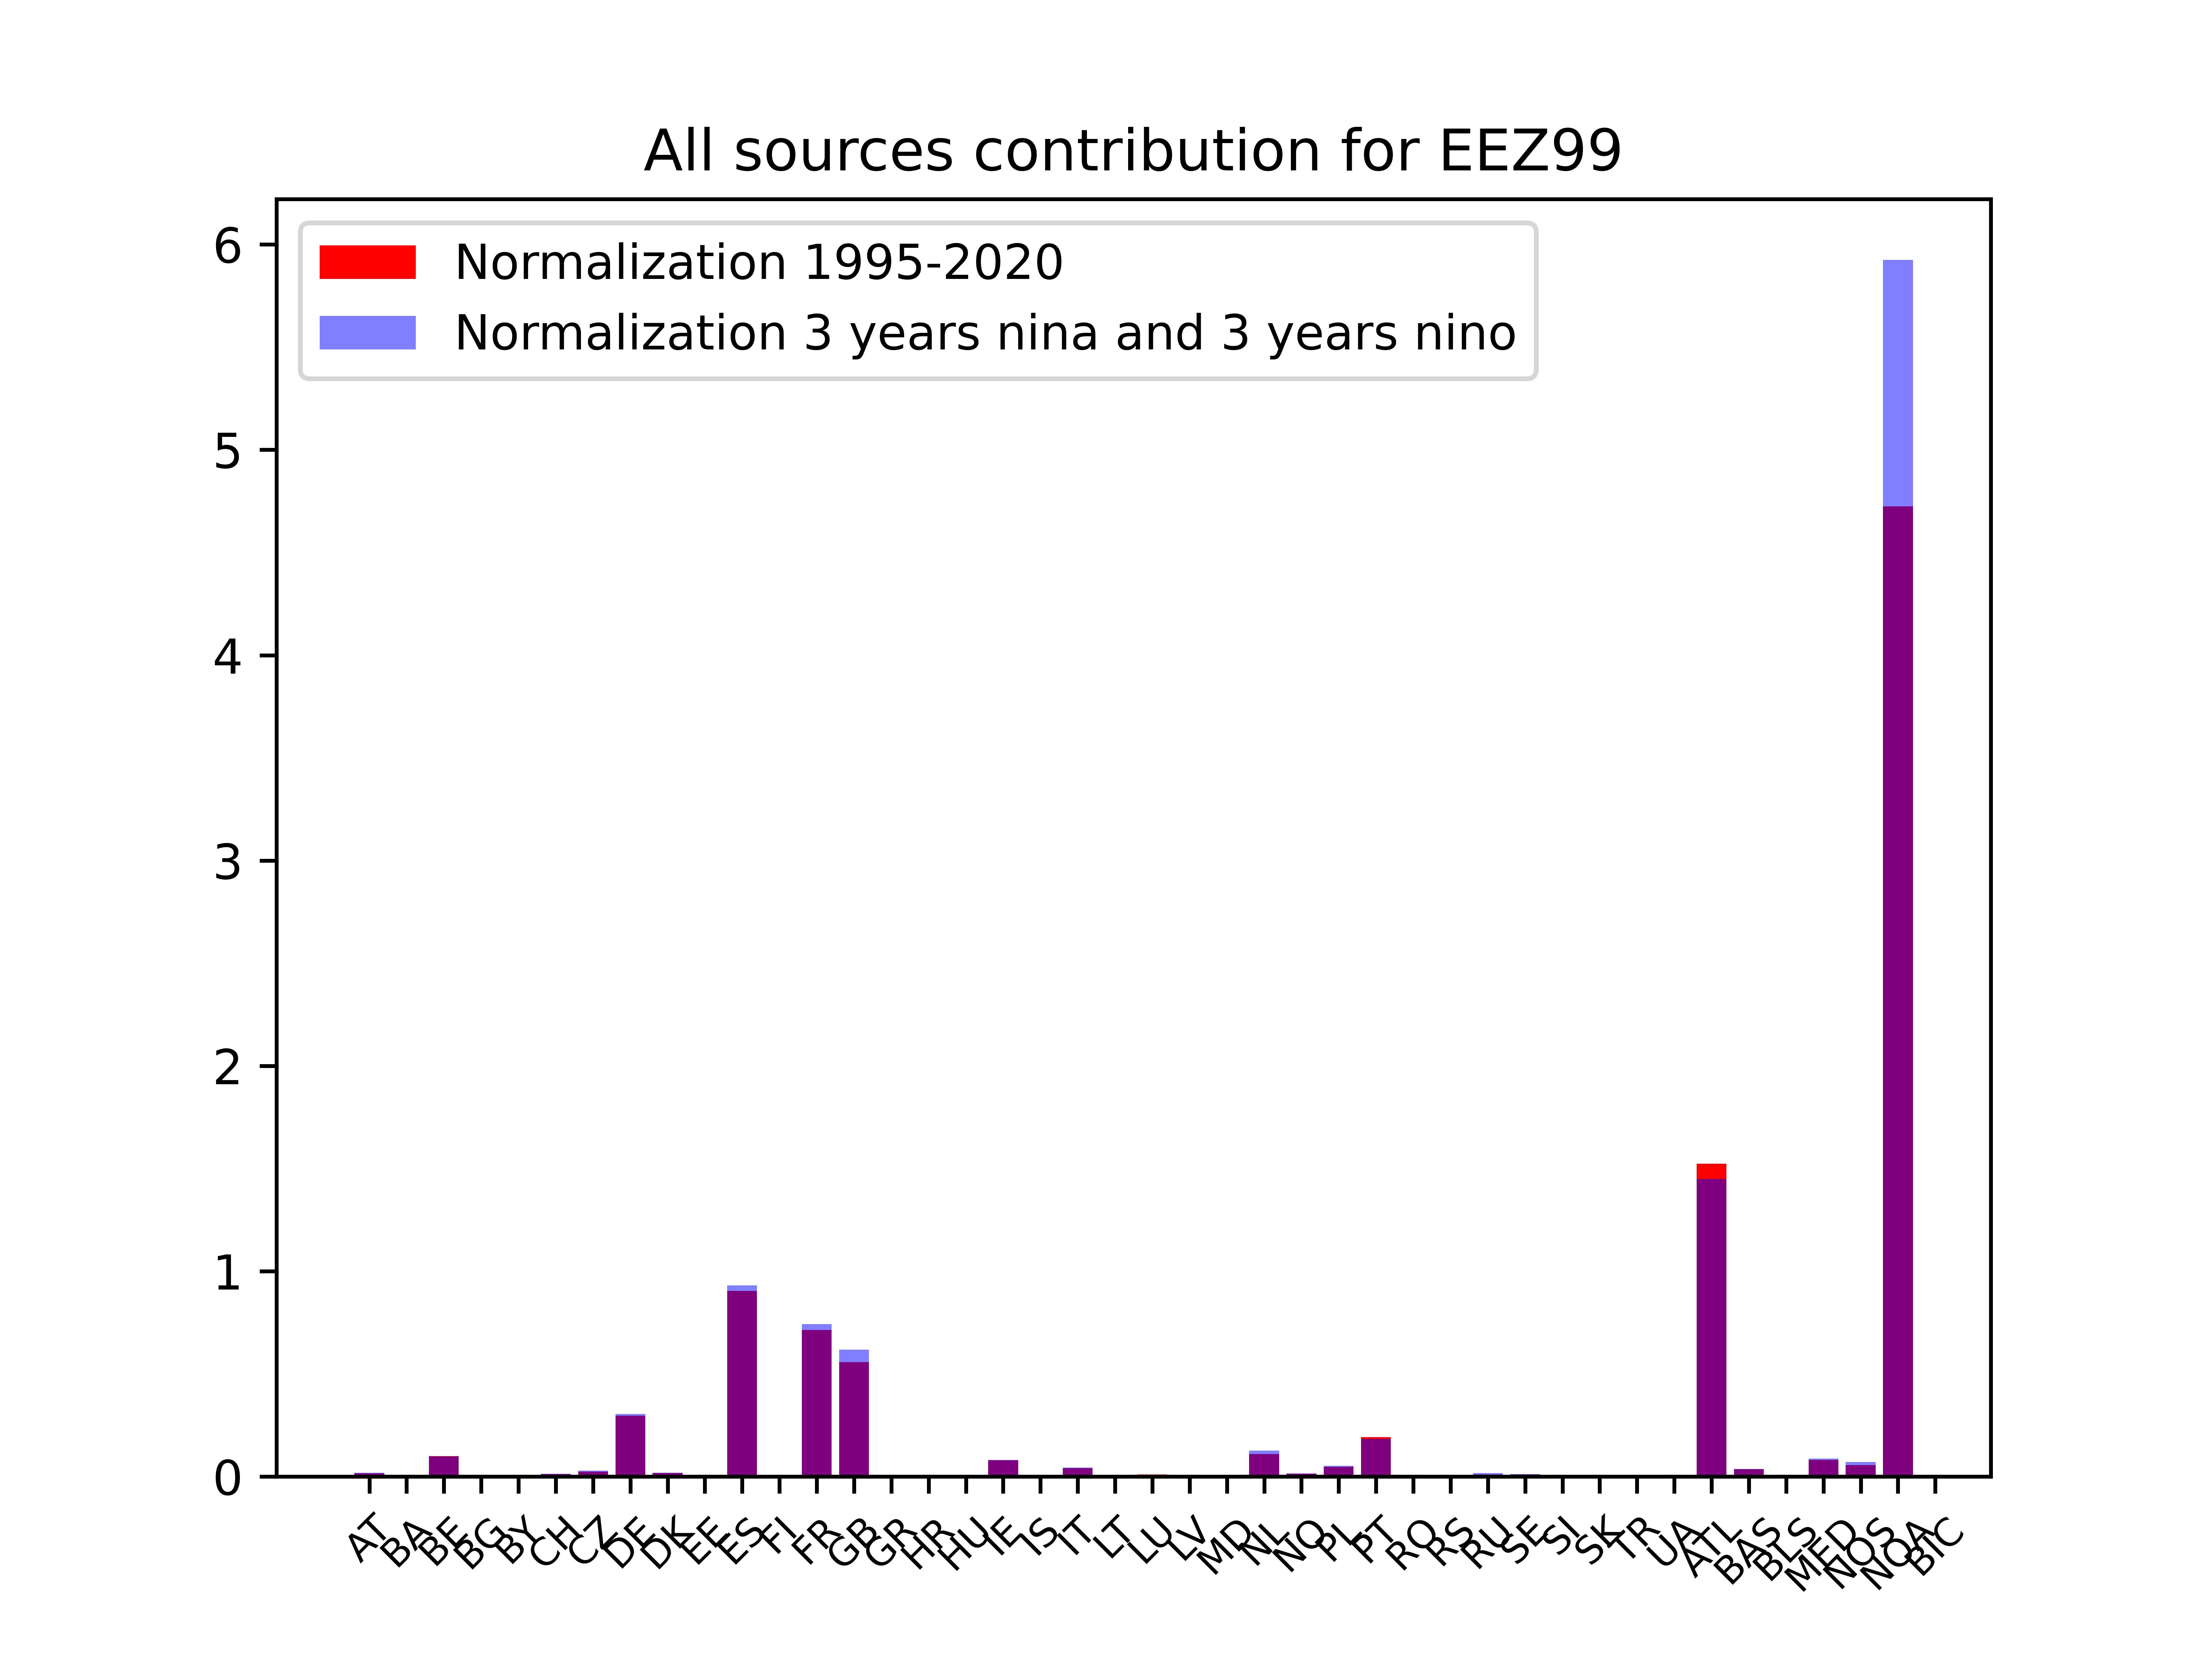 All sources contribution for EEZ99
Normalization 1995-2020
Normalization 3 years nina and 3 years nino
6
5
4
3
2
1
0
AT
BA
BE
BG
BY
CH
CZ
DE
DK
EE
ES
FI
FR
GB
GR
HR
HU
IE
IS
IT
LT
LU
LV
MD
NL
NO
PL
PT
RO
RS
RU
SE
SI
SK
TR
UA
ATL
BAS
BLS
MED
NOS
NOA
BIC